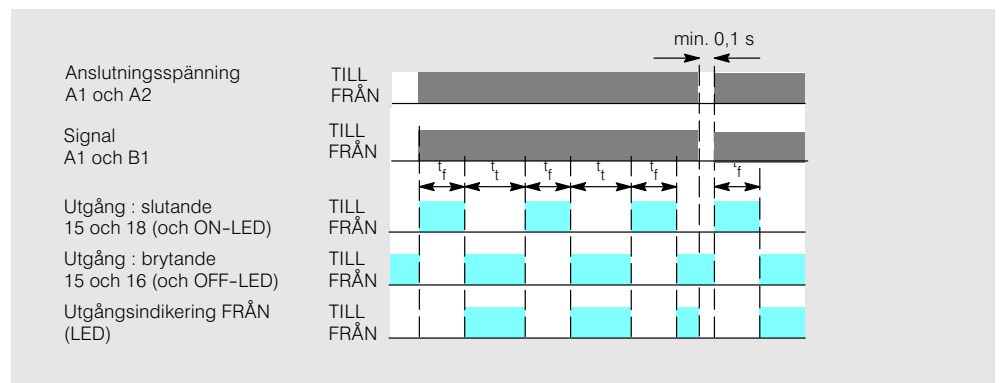 min. 0,1 s
Anslutningsspänning
A1 och A2
TILL
FRÅN
Signal
A1 och B1
TILL
FRÅN
t f t t t f t t t f t f
Utgång : slutande
15 och 18 (och ON-LED)
TILL
FRÅN
Utgång : brytande
15 och 16 (och OFF-LED)
TILL
FRÅN
Utgångsindikering FRÅN
(LED)
TILL
FRÅN